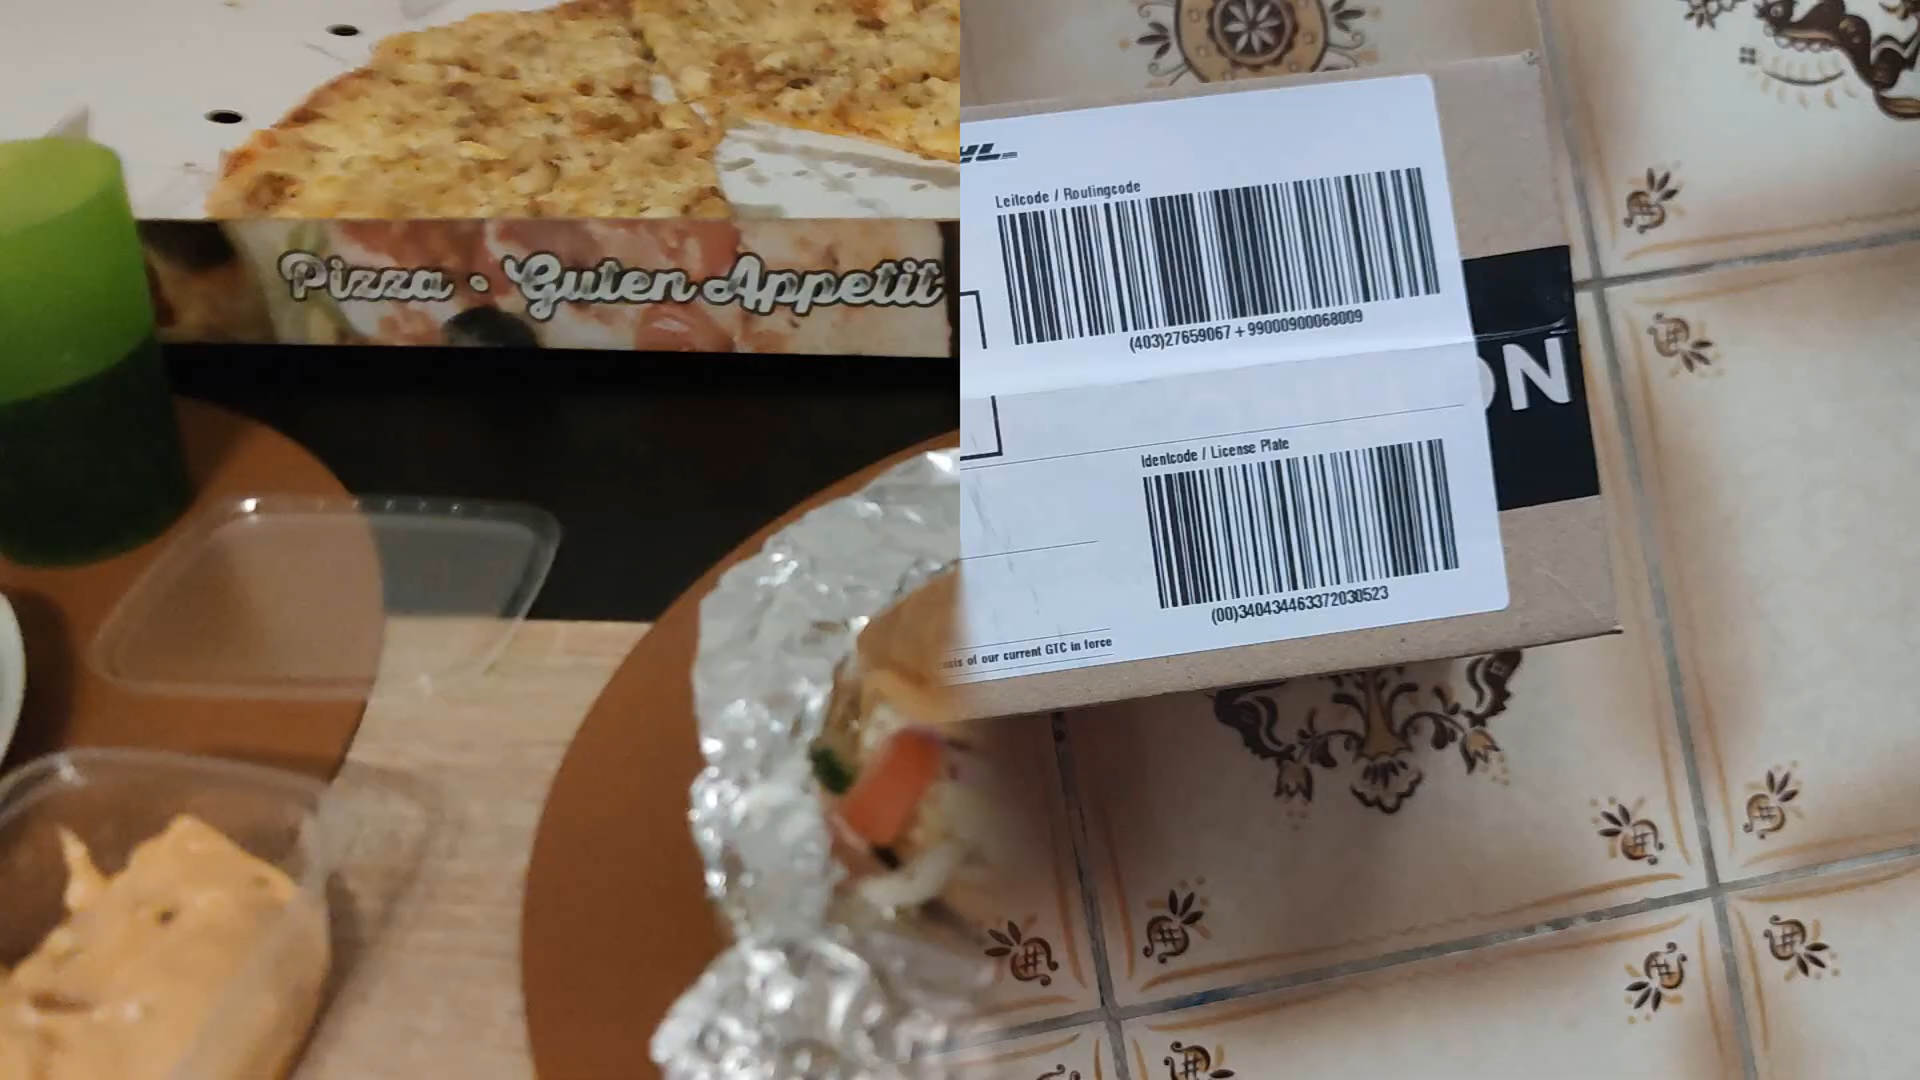 Pizza · Guten Appetit
Leitcode / Routingcode
(403)27659067 + 99000900068009
ON
Identcode / License Plate
(00)340434463372030523
of our current GTC in force